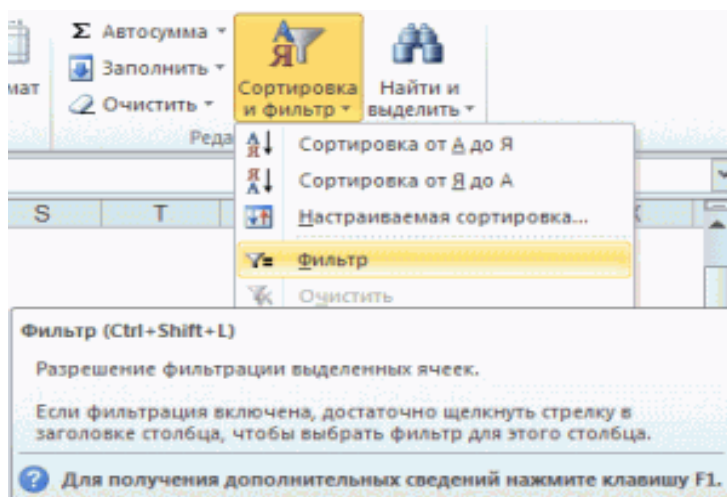 Σ Автосумма
Заполнить
Очистить
мат
Сортировка
и фильтр
Найти и
выделить
Реда
Сортировка от А до Я
Сортировка от Я до А
Настраиваемая сортировка...
Фильтр
Очистить
S T
Фильтр (Ctrl+Shift+L)
Разрешение фильтрации выделенных ячеек.
Если фильтрация включена, достаточно щелкнуть стрелку в
заголовке столбца, чтобы выбрать фильтр для этого столбца.
Для получения дополнительных сведений нажмите клавишу F1.